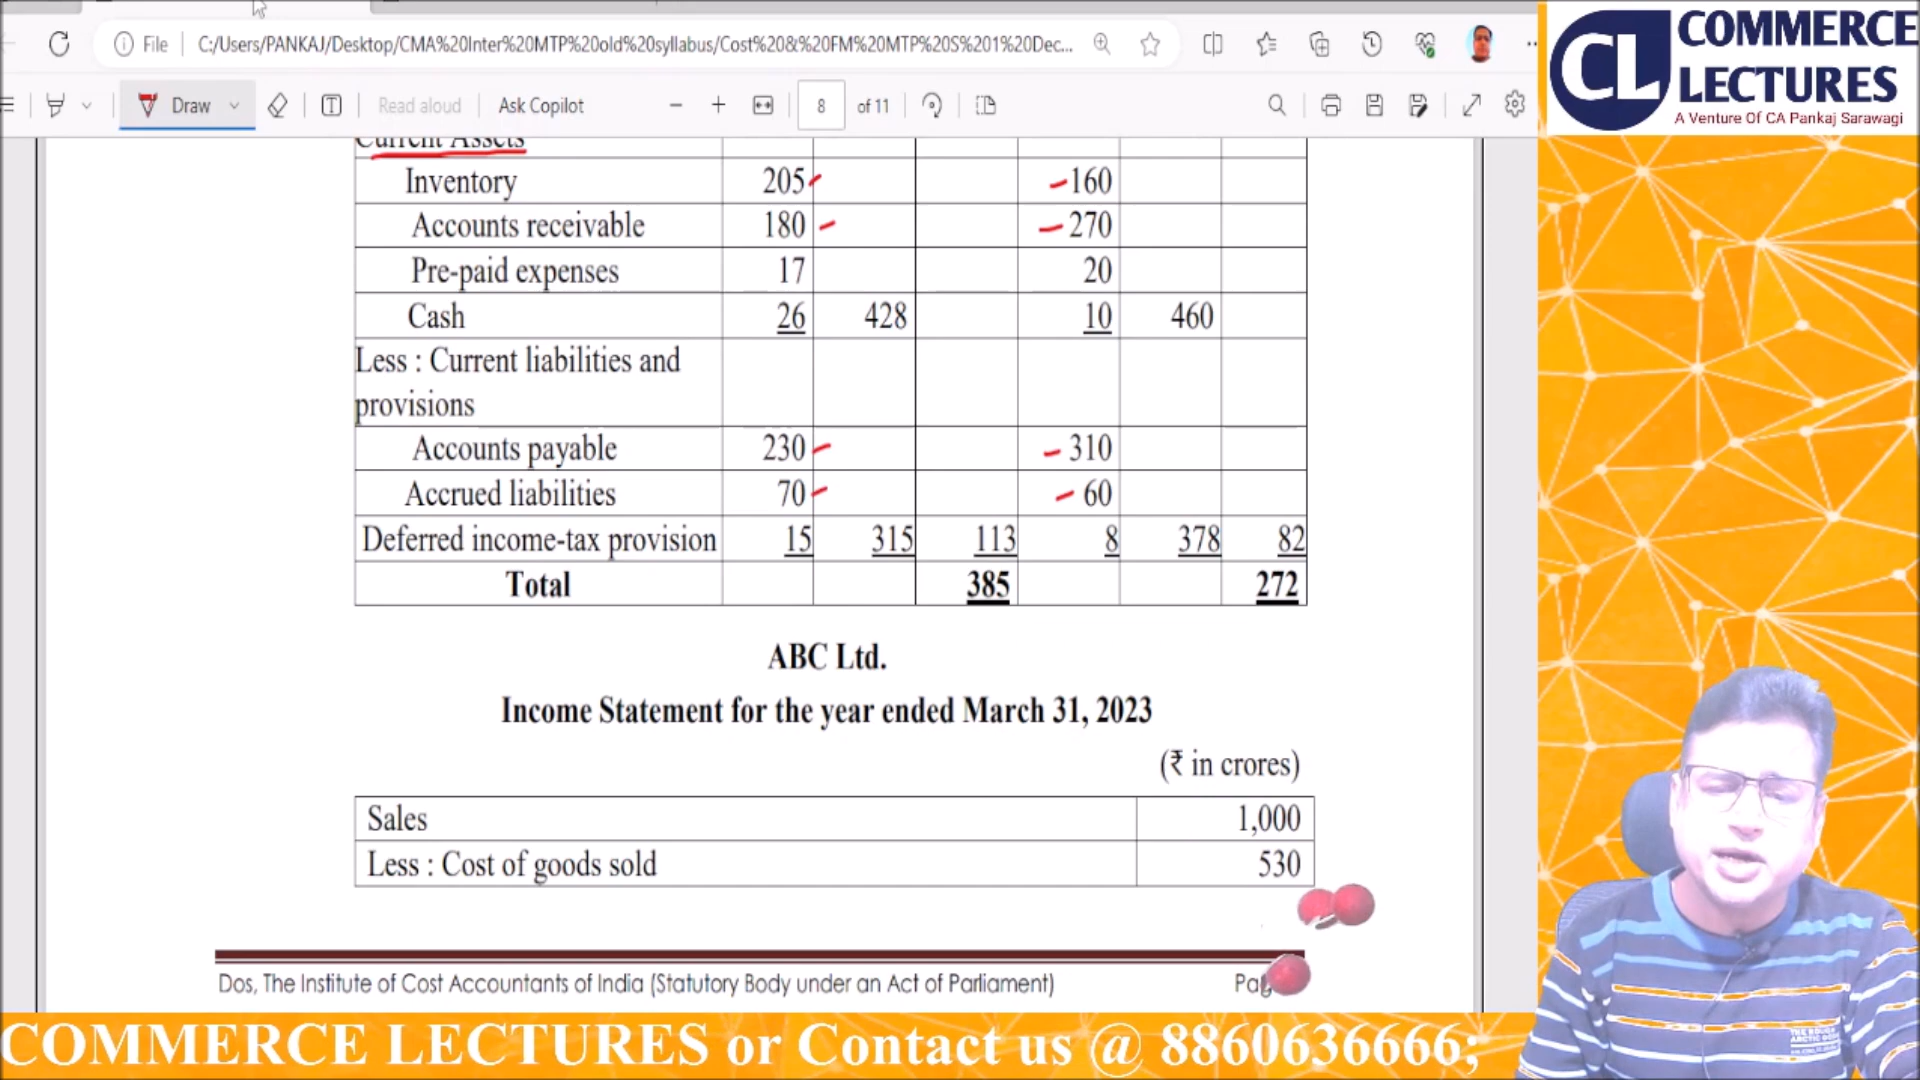 File C:/Users/PANKAJ/Desktop/CMA%20Inter%20MTP%20old%20syllabus/Cost%20&%20FM%20MTP%20S%201%20Dec...
Draw Read aloud Ask Copilot 8 of 11
CL COMMERCE
LECTURES
A Venture Of CA Pankaj Sarawagi
Current Assets
Inventory 205 160
Accounts receivable 180 270
Pre-paid expenses 17 20
Cash 26 428 10 460
Less : Current liabilities and
provisions
Accounts payable 230 310
Accrued liabilities 70 60
Deferred income-tax provision 15 315 113 8 378 82
Total 385 272
ABC Ltd.
Income Statement for the year ended March 31, 2023
(₹ in crores)
Sales 1,000
Less : Cost of goods sold 530
Dos, The Institute of Cost Accountants of India (Statutory Body under an Act of Parliament)
COMMERCE LECTURES or Contact us @ 8860636666;